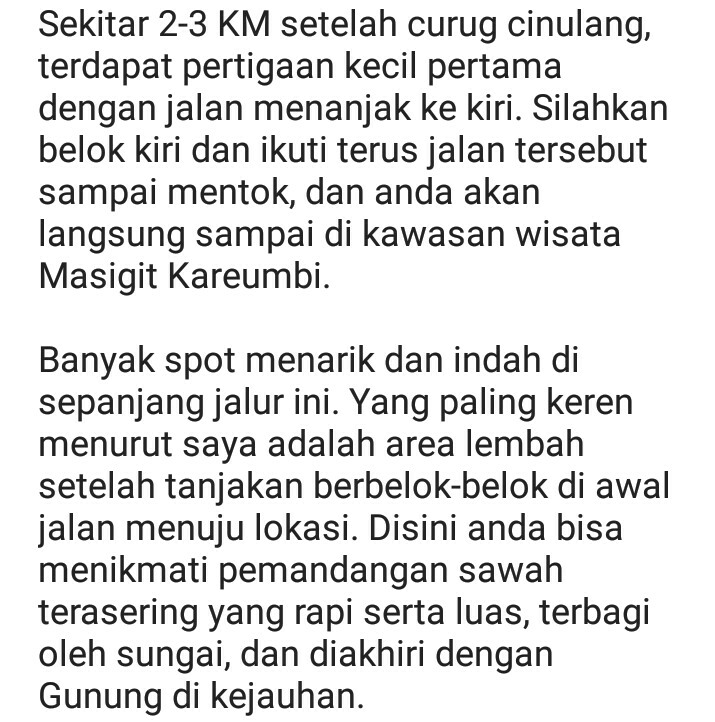 Sekitar 2-3 KM setelah curug cinulang,
terdapat pertigaan kecil pertama
dengan jalan menanjak ke kiri. Silahkan
belok kiri dan ikuti terus jalan tersebut
sampai mentok, dan anda akan
langsung sampai di kawasan wisata
Masigit Kareumbi.

Banyak spot menarik dan indah di
sepanjang jalur ini. Yang paling keren
menurut saya adalah area lembah
setelah tanjakan berbelok-belok di awal
jalan menuju lokasi. Disini anda bisa
menikmati pemandangan sawah
terasering yang rapi serta luas, terbagi
oleh sungai, dan diakhiri dengan
Gunung di kejauhan.